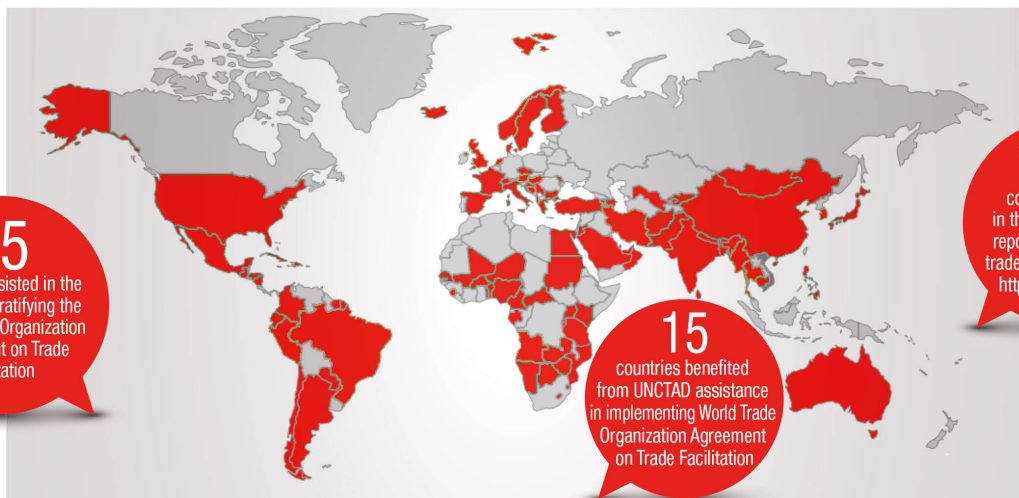 5
sisted in the
ratifying the
Organization
t on Trade
tation
15
countries benefited
from UNCTAD assistance
in implementing World Trade
Organization Agreement
on Trade Facilitation
co
in th
repo
trade
http